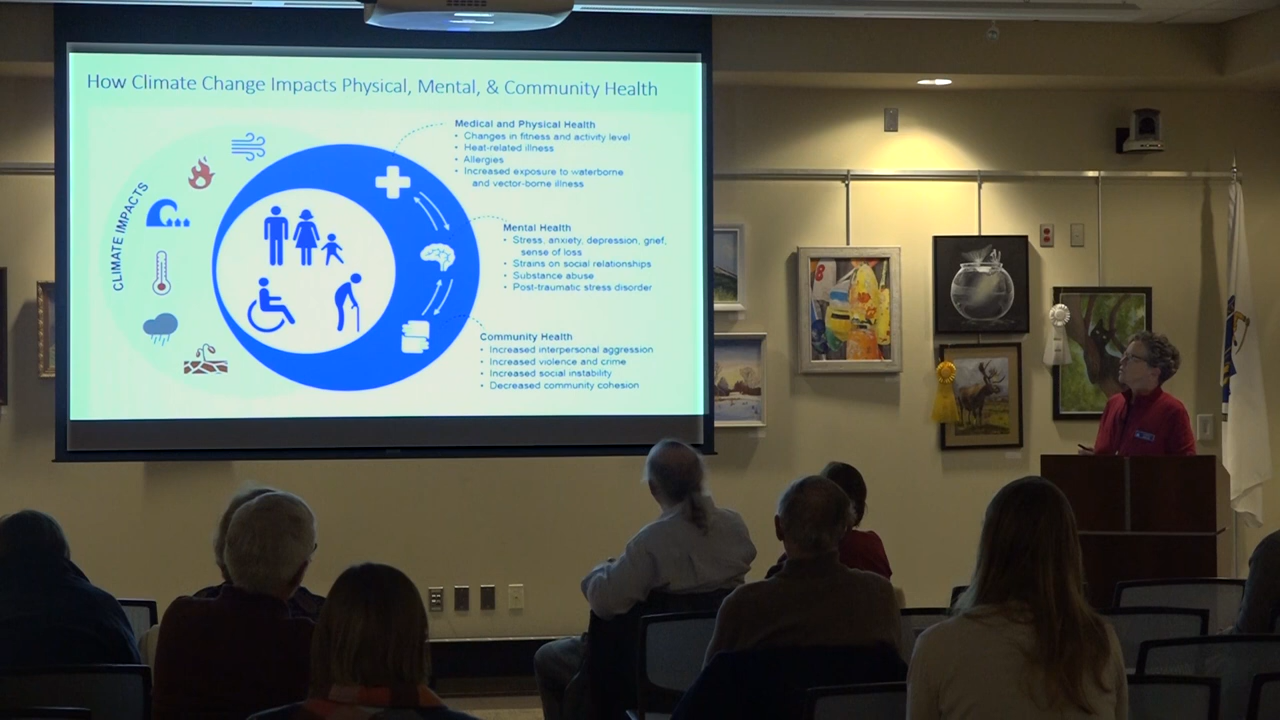 How Climate Change Impacts Physical, Mental, & Community Health
CLIMATE IMPACTS
Medical and Physical Health
• Changes in fitness and activity level
• Heat-related illness
• Allergies
• Increased exposure to waterborne
and vector-borne illness
Mental Health
• Stress, anxiety, depression, grief,
sense of loss
• Strains on social relationships
• Substance abuse
• Post-traumatic stress disorder
Community Health
• Increased interpersonal aggression
• Increased violence and crime
• Increased social instability
• Decreased community cohesion
8